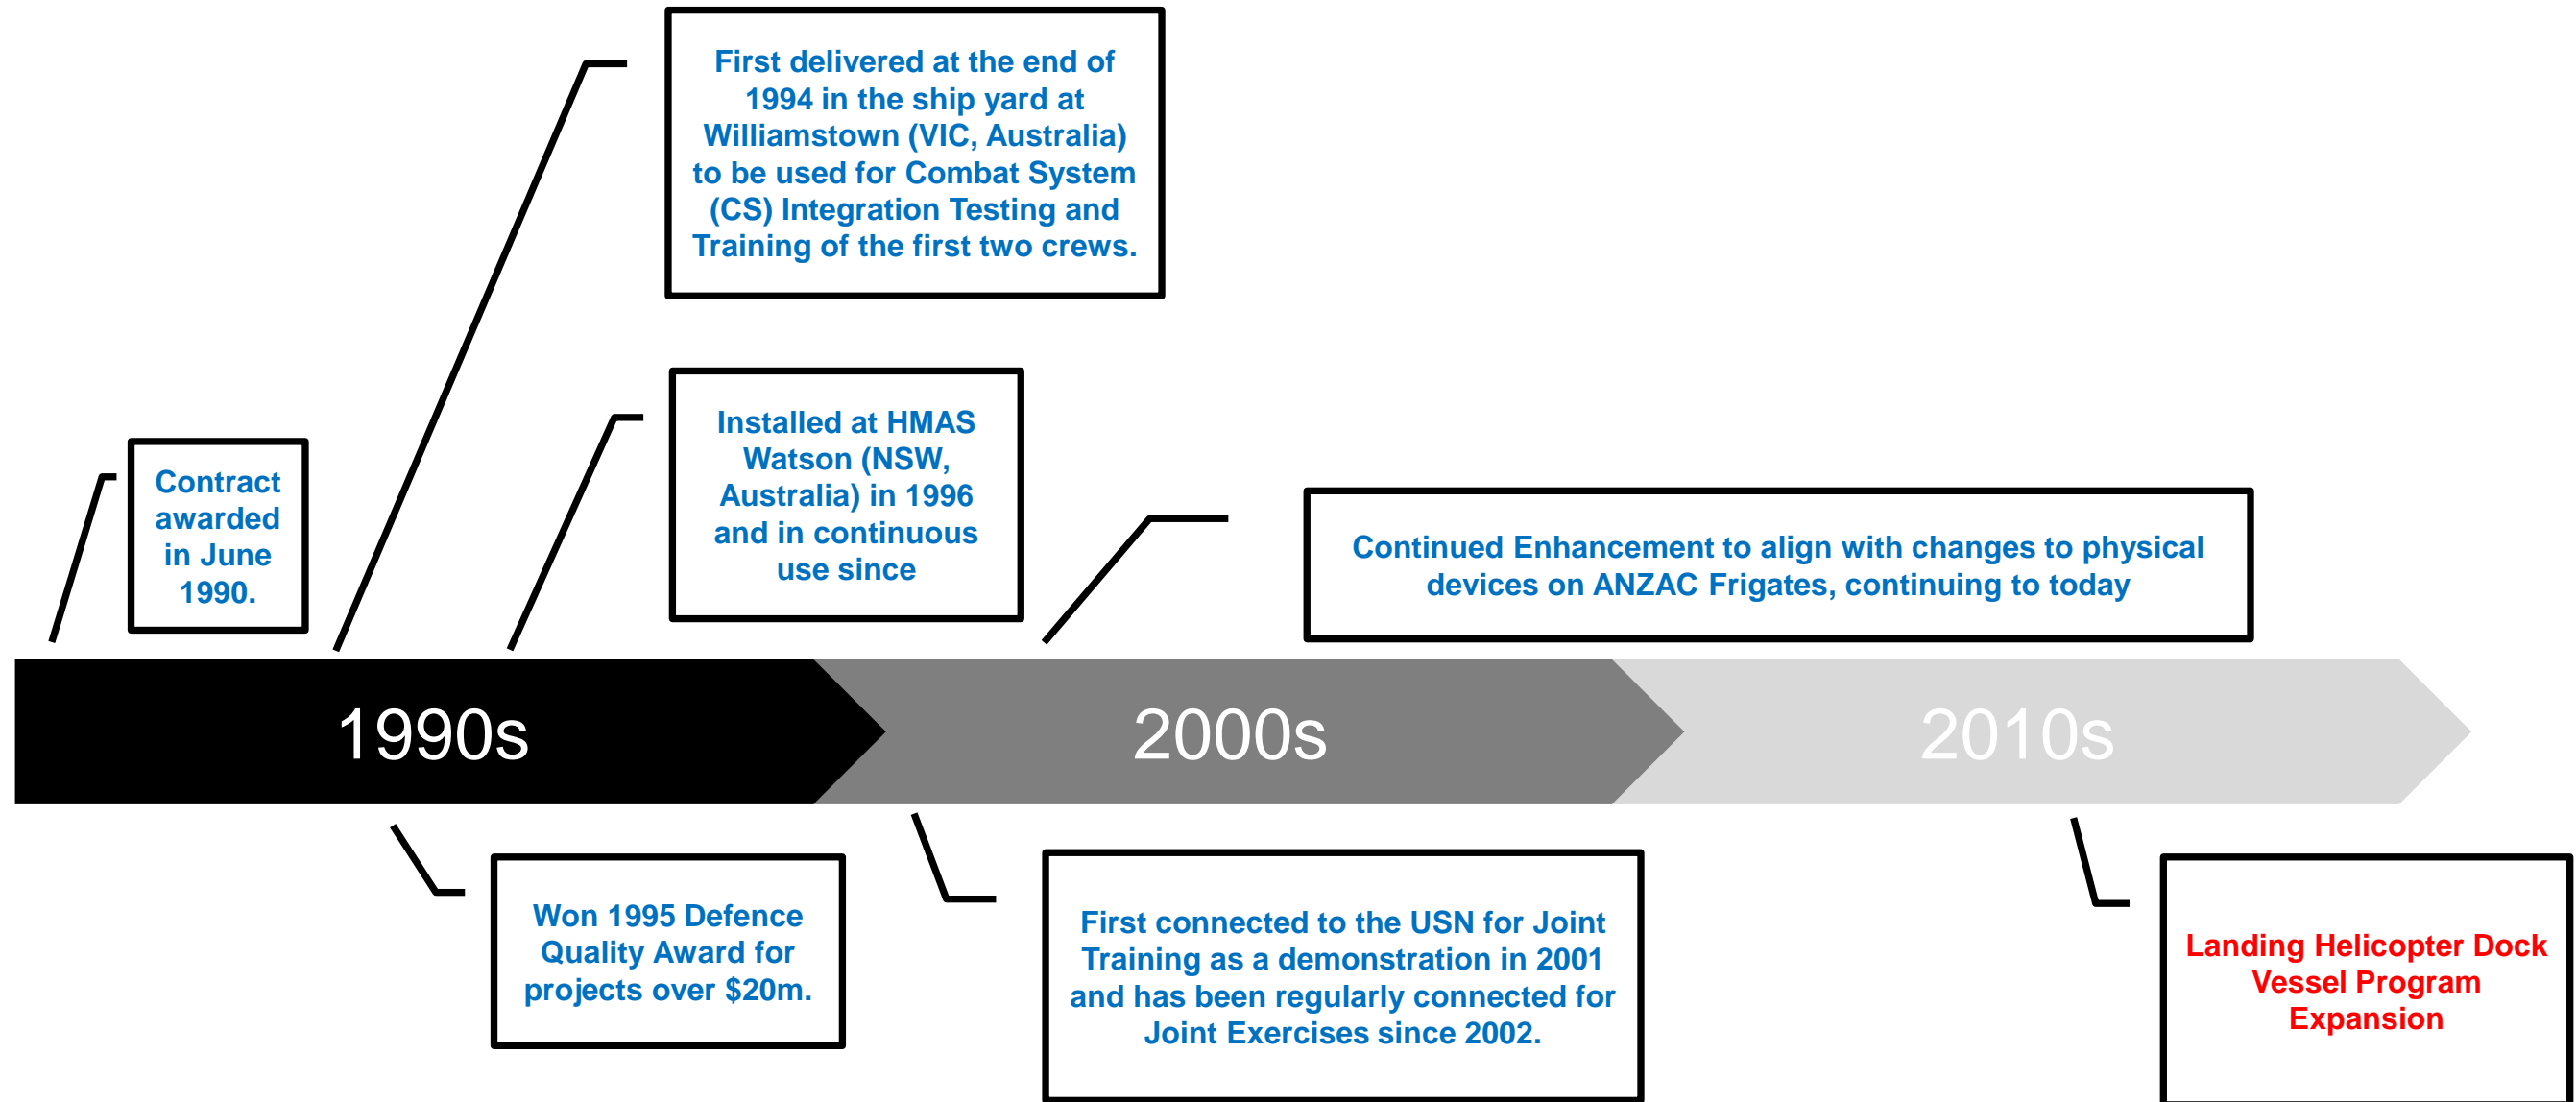 First delivered at the end of
1994 in the ship yard at
Williamstown (VIC, Australia)
to be used for Combat System
(CS) Integration Testing and
Training of the first two crews.
Contract
awarded
in June
1990.
Installed at HMAS
Watson (NSW,
Australia) in 1996
and in continuous
use since
Continued Enhancement to align with changes to physical
devices on ANZAC Frigates, continuing to today
1990s
2000s
2010s
Won 1995 Defence
Quality Award for
projects over $20m.
First connected to the USN for Joint
Training as a demonstration in 2001
and has been regularly connected for
Joint Exercises since 2002.
Landing Helicopter Dock
Vessel Program
Expansion